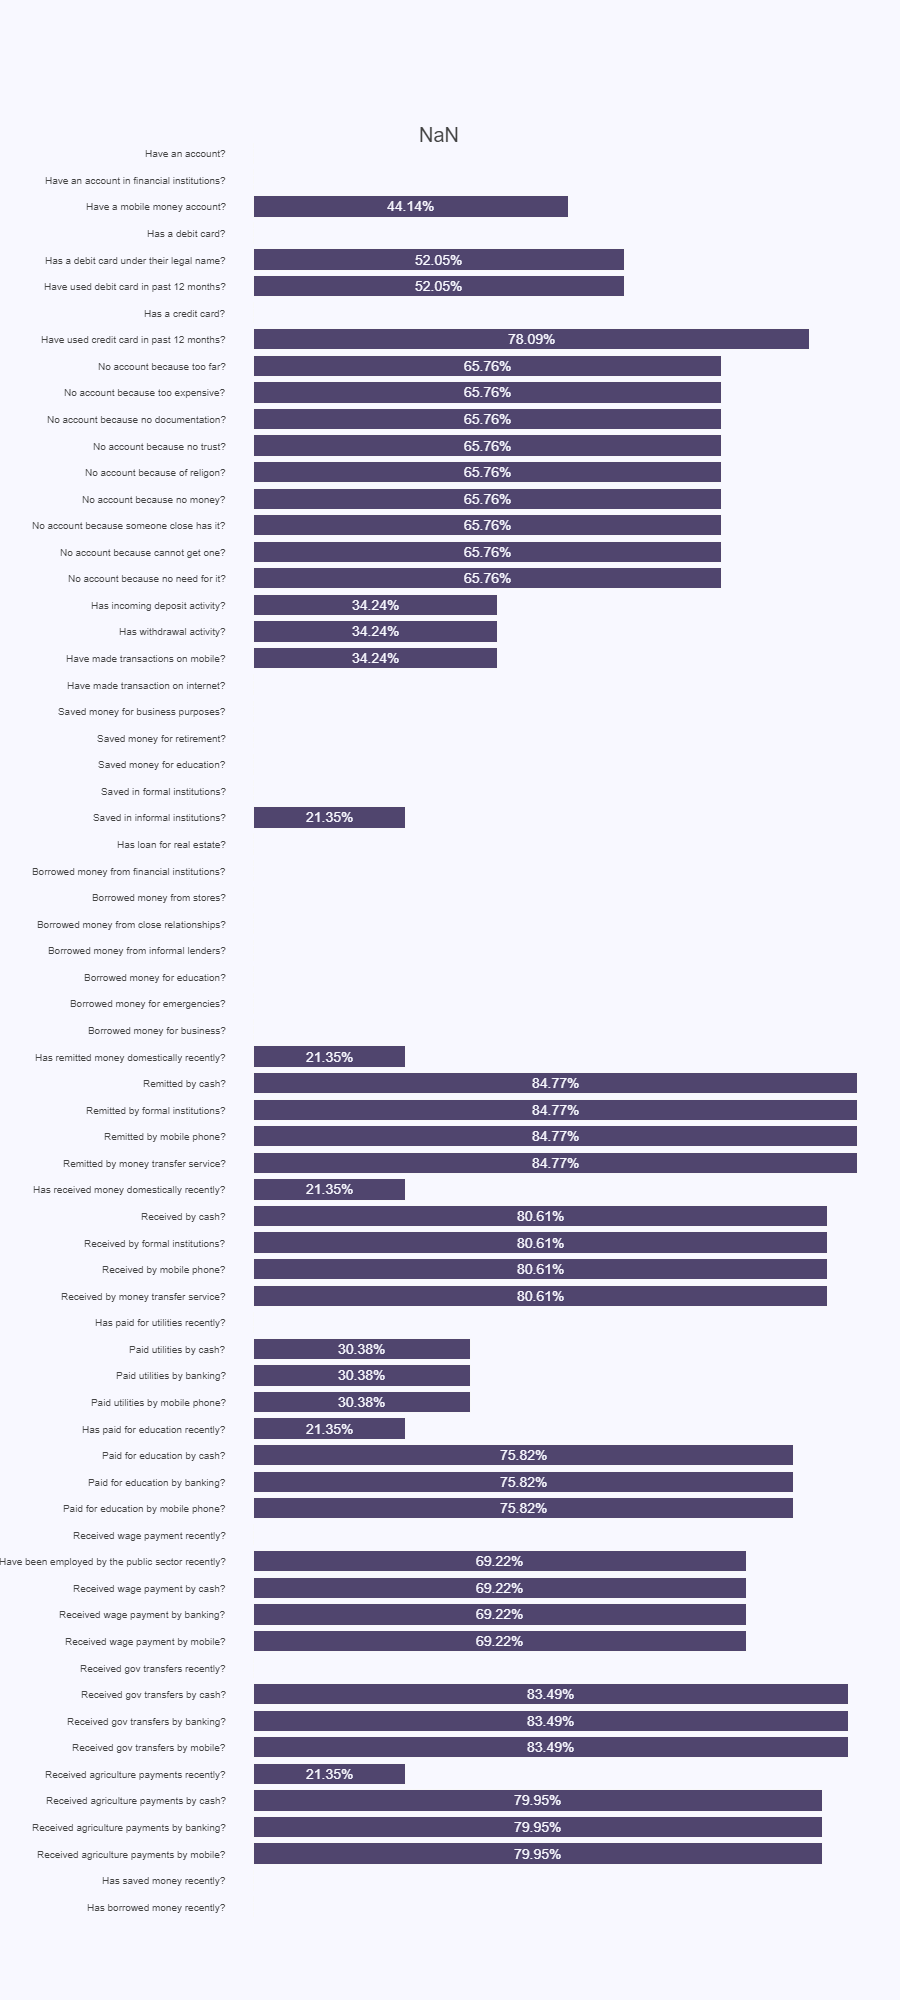 NaN
Have an account?
Have an account in financial institutions?
Have a mobile money account? 44.14%
Has a debit card?
Has a debit card under their legal name? 52.05%
Have used debit card in past 12 months? 52.05%
Has a credit card?
Have used credit card in past 12 months? 78.09%
No account because too far? 65.76%
No account because too expensive? 65.76%
No account because no documentation? 65.76%
No account because no trust? 65.76%
No account because of religon? 65.76%
No account because no money? 65.76%
No account because someone close has it? 65.76%
No account because cannot get one? 65.76%
No account because no need for it? 65.76%
Has incoming deposit activity? 34.24%
Has withdrawal activity? 34.24%
Have made transactions on mobile? 34.24%
Have made transaction on internet?
Saved money for business purposes?
Saved money for retirement?
Saved money for education?
Saved in formal institutions?
Saved in informal institutions? 21.35%
Has loan for real estate?
Borrowed money from financial institutions?
Borrowed money from stores?
Borrowed money from close relationships?
Borrowed money from informal lenders?
Borrowed money for education?
Borrowed money for emergencies?
Borrowed money for business?
Has remitted money domestically recently? 21.35%
Remitted by cash? 84.77%
Remitted by formal institutions? 84.77%
Remitted by mobile phone? 84.77%
Remitted by money transfer service? 84.77%
Has received money domestically recently? 21.35%
Received by cash? 80.61%
Received by formal institutions? 80.61%
Received by mobile phone? 80.61%
Received by money transfer service? 80.61%
Has paid for utilities recently?
Paid utilities by cash? 30.38%
Paid utilities by banking? 30.38%
Paid utilities by mobile phone? 30.38%
Has paid for education recently? 21.35%
Paid for education by cash? 75.82%
Paid for education by banking? 75.82%
Paid for education by mobile phone? 75.82%
Received wage payment recently?
Have been employed by the public sector recently? 69.22%
Received wage payment by cash? 69.22%
Received wage payment by banking? 69.22%
Received wage payment by mobile? 69.22%
Received gov transfers recently?
Received gov transfers by cash? 83.49%
Received gov transfers by banking? 83.49%
Received gov transfers by mobile? 83.49%
Received agriculture payments recently? 21.35%
Received agriculture payments by cash? 79.95%
Received agriculture payments by banking? 79.95%
Received agriculture payments by mobile? 79.95%
Has saved money recently?
Has borrowed money recently?